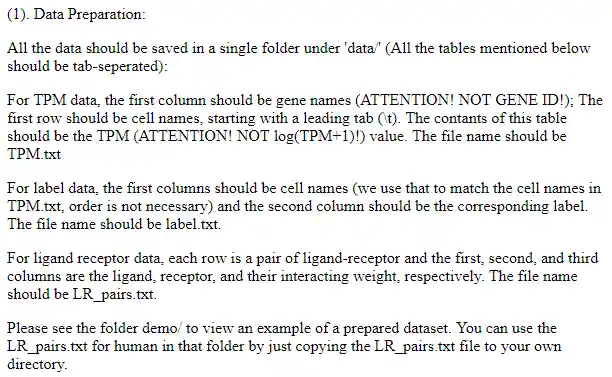 (1). Data Preparation:
All the data should be saved in a single folder under 'data/' (All the tables mentioned below
should be tab-seperated):
For TPM data, the first column should be gene names (ATTENTION! NOT GENE ID!); The
first row should be cell names, starting with a leading tab (\t). The contants of this table
should be the TPM (ATTENTION! NOT log(TPM+1)!) value. The file name should be
TPM.txt
For label data, the first columns should be cell names (we use that to match the cell names in
TPM.txt, order is not necessary) and the second column should be the corresponding label.
The file name should be label.txt.
For ligand receptor data, each row is a pair of ligand-receptor and the first, second, and third
columns are the ligand, receptor, and their interacting weight, respectively. The file name
should be LR_pairs.txt.
Please see the folder demo/ to view an example of a prepared dataset. You can use the
LR_pairs.txt for human in that folder by just copying the LR_pairs.txt file to your own
directory.